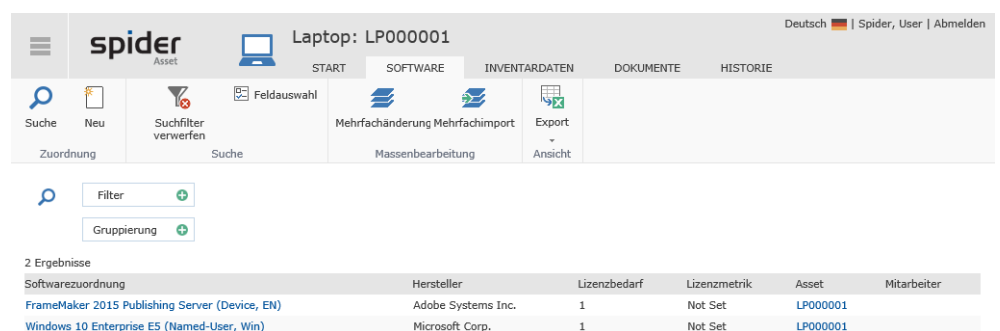 Deutsch | Spider, User | Abmelden
spider
Asset
Laptop: LP000001
START SOFTWARE INVENTARDATEN DOKUMENTE HISTORIE
Suche Neu Suchfilter verwerfen Feldauswahl Mehrfachänderung Mehrfachimport Export
Zuordnung Suche Massenbearbeitung Ansicht
Filter
Gruppierung
2 Ergebnisse
Softwarezuordnung Hersteller Lizenzbedarf Lizenzmetrik Asset Mitarbeiter
FrameMaker 2015 Publishing Server (Device, EN) Adobe Systems Inc. 1 Not Set LP000001
Windows 10 Enterprise E5 (Named-User, Win) Microsoft Corp. 1 Not Set LP000001